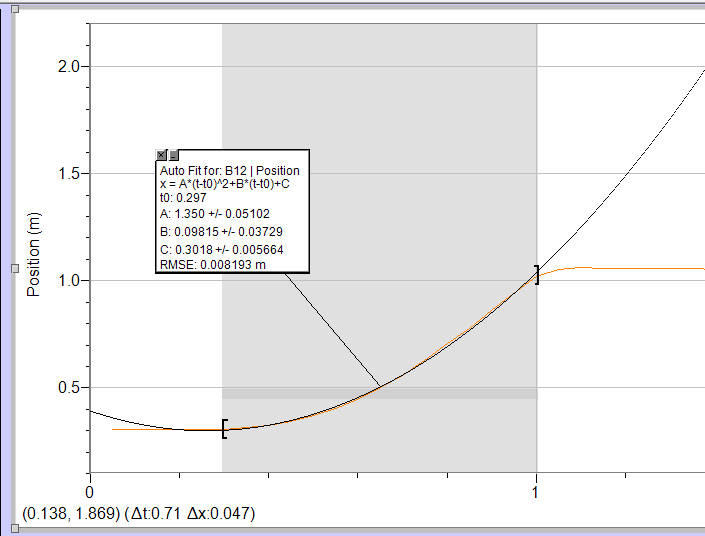 2.0
1.5
1.0
0.5
Position (m)
Auto Fit for: B12 | Position
x = A*(t-t0)^2+B*(t-t0)+C
t0: 0.297
A: 1.350 +/- 0.05102
B: 0.09815 +/- 0.03729
C: 0.3018 +/- 0.005664
RMSE: 0.008193 m
0 1
(0.138, 1.869) (Δt:0.71 Δx:0.047)